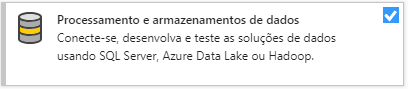 Processamento e armazenamentos de dados
Conecte-se, desenvolva e teste as soluções de dados
usando SQL Server, Azure Data Lake ou Hadoop.